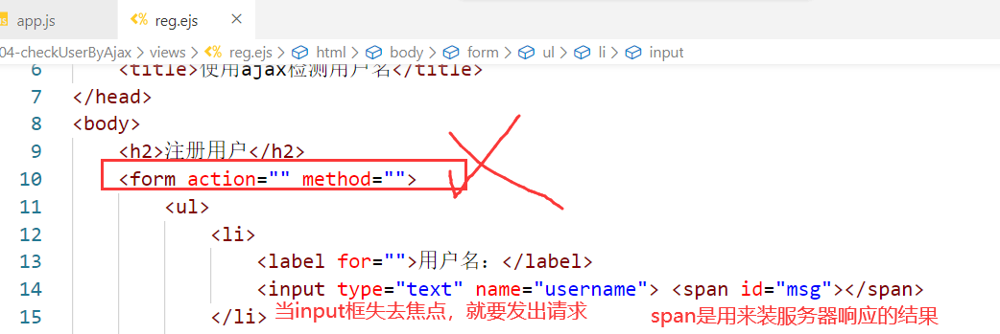 app.js reg.ejs
04-checkUserByAjax > views > reg.ejs > html > body > form > ul > li > input
6 <title>使用ajax检测用户名</title>
7 </head>
8 <body>
9 <h2>注册用户</h2>
10 <form action="" method="">
11 <ul>
12 <li>
13 <label for="">用户名：</label>
14 <input type="text" name="username"> <span id="msg"></span>
15 </li> 当input框失去焦点，就要发出请求 span是用来装服务器响应的结果